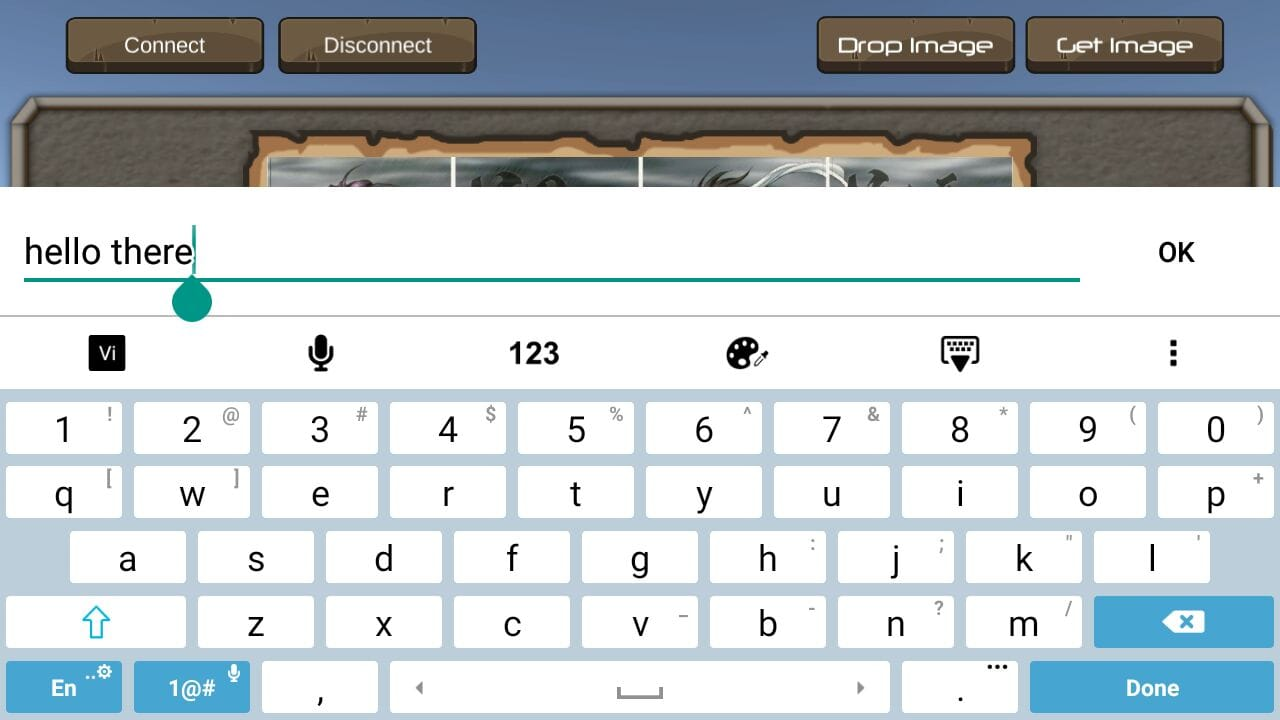 Connect Disconnect Drop Image Get Image
hello there OK
Vi 123
1 ! 2 @ 3 # 4 $ 5 % 6 ^ 7 & 8 * 9 ( 0 )
q [ w ] e r t y u i o p +
a s d f g h : j ; k " l '
z x c v _ b - n ? m /
En 1@# , . Done